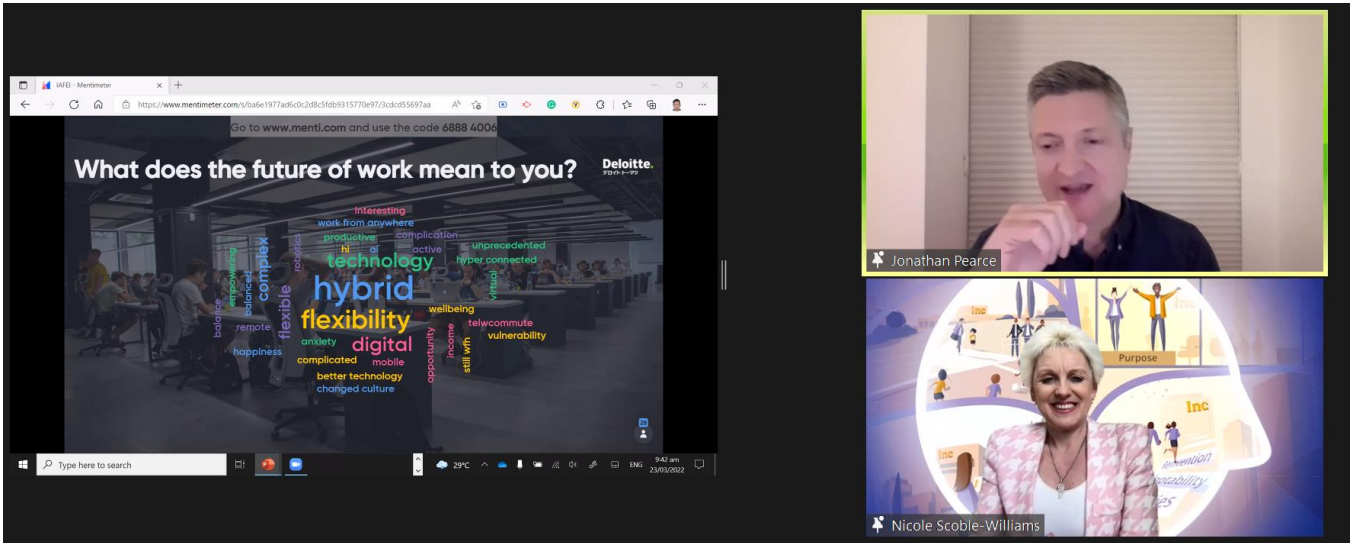 IAFEI - Mentimeter
https://www.mentimeter.com/s/ba6e1977ad6c0c2d8c5fdb9315770e97/3cdcd55697aa
Go to www.menti.com and use the code 6888 4006
What does the future of work mean to you?
Deloitte.
デロイト トーマツ
interesting
work from anywhere
productive
complication
hi
ai
active
unprecedented
technology
hyper connected
robotics
complex
empowering
balanced
virtual
hybrid
flexible
flexibility
wellbeing
balance
remote
telwcommute
vulnerability
anxiety
digital
opportunity
income
still wfh
happiness
complicated
mobile
better technology
changed culture
Type here to search
29°C
ENG
9:42 am
23/03/2022
Jonathan Pearce
Inc
Inc
Purpose
Inc
Inc
Nicole Scoble-Williams